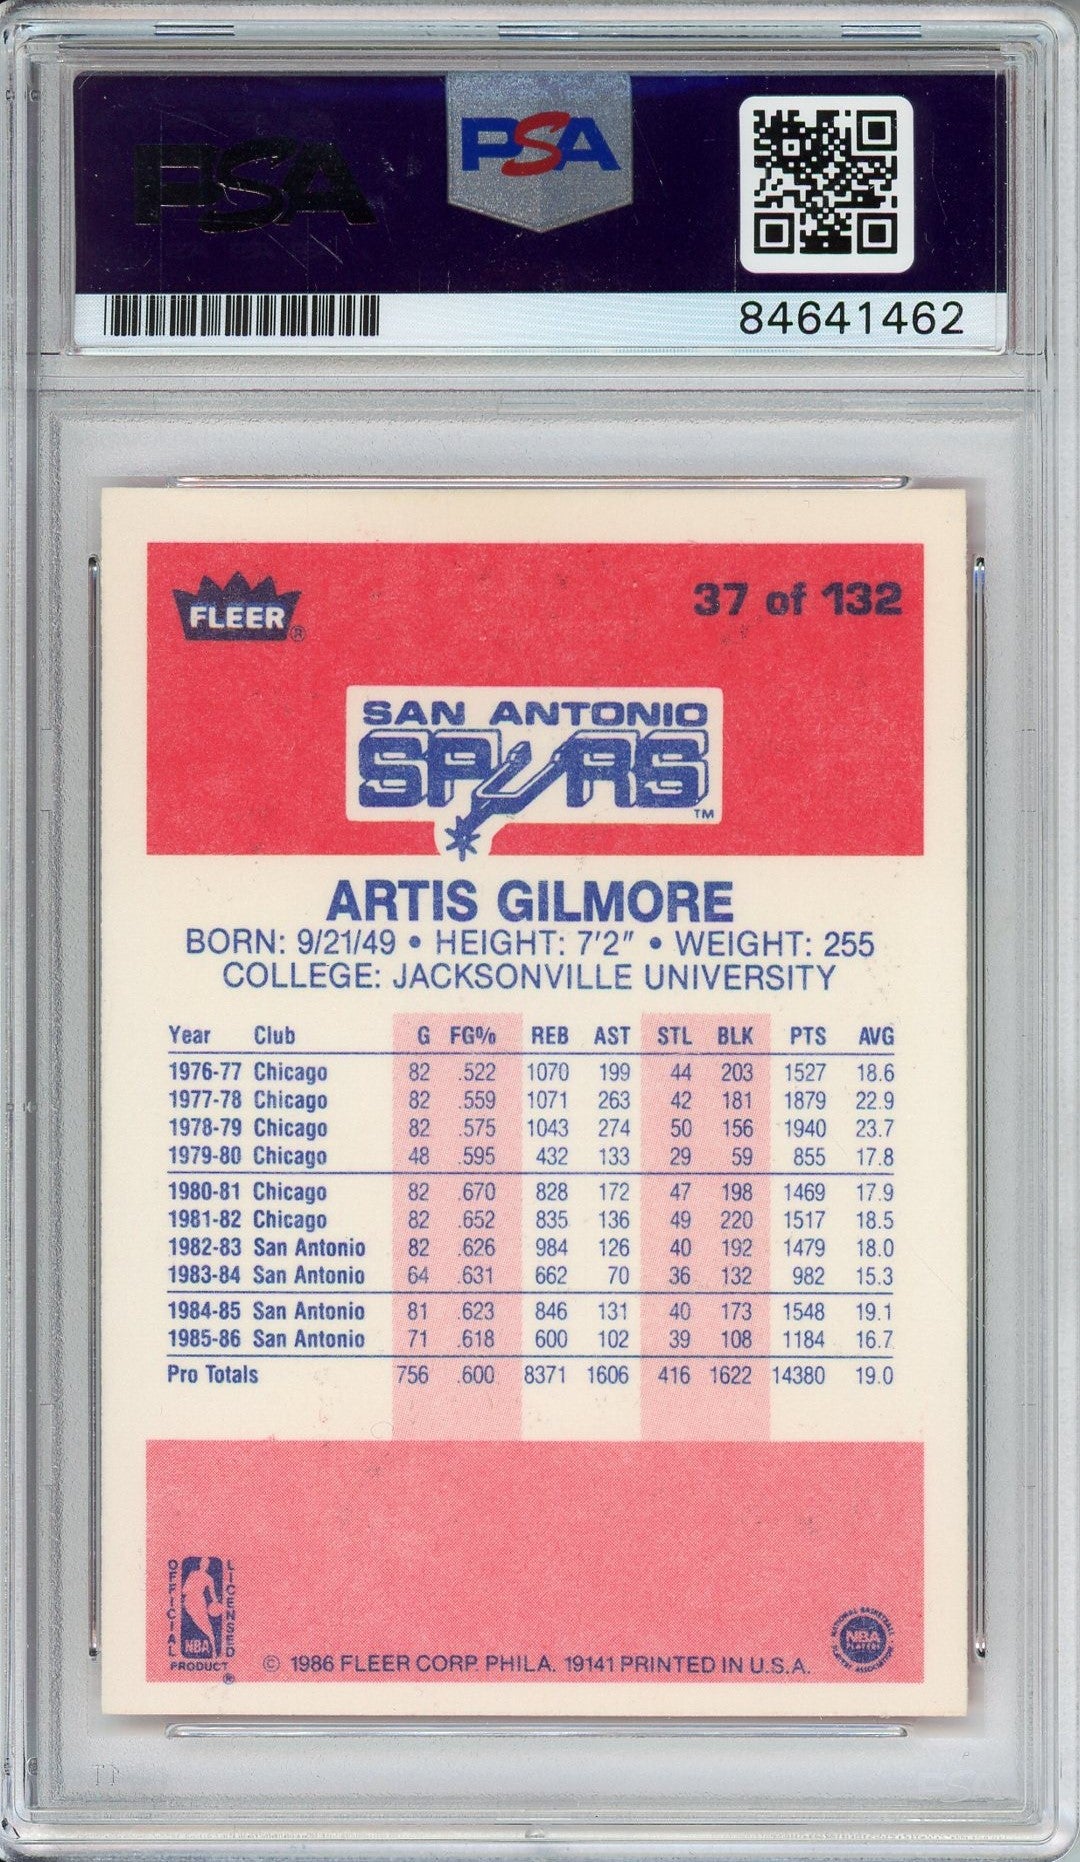 PSA
PSA
84641462
FLEER®
37 of 132
SAN ANTONIO
SPURS
TM
ARTIS GILMORE
BORN: 9/21/49 • HEIGHT: 7'2" • WEIGHT: 255
COLLEGE: JACKSONVILLE UNIVERSITY
Year Club G FG% REB AST STL BLK PTS AVG
1976-77 Chicago 82 .522 1070 199 44 203 1527 18.6
1977-78 Chicago 82 .559 1071 263 42 181 1879 22.9
1978-79 Chicago 82 .575 1043 274 50 156 1940 23.7
1979-80 Chicago 48 .595 432 133 29 59 855 17.8
1980-81 Chicago 82 .670 828 172 47 198 1469 17.9
1981-82 Chicago 82 .652 835 136 49 220 1517 18.5
1982-83 San Antonio 82 .626 984 126 40 192 1479 18.0
1983-84 San Antonio 64 .631 662 70 36 132 982 15.3
1984-85 San Antonio 81 .623 846 131 40 173 1548 19.1
1985-86 San Antonio 71 .618 600 102 39 108 1184 16.7
Pro Totals 756 .600 8371 1606 416 1622 14380 19.0
OFFICIAL LICENSED
NBA
PRODUCT
®
© 1986 FLEER CORP. PHILA. 19141 PRINTED IN U.S.A.
NATIONAL BASKETBALL
NBA
PLAYERS
PLAYERS ASSOCIATION